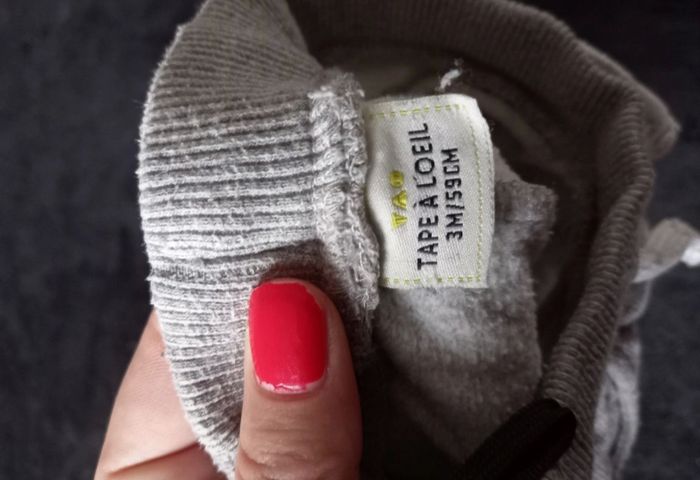 TAO
TAPE À L'OEIL
3M/59CM